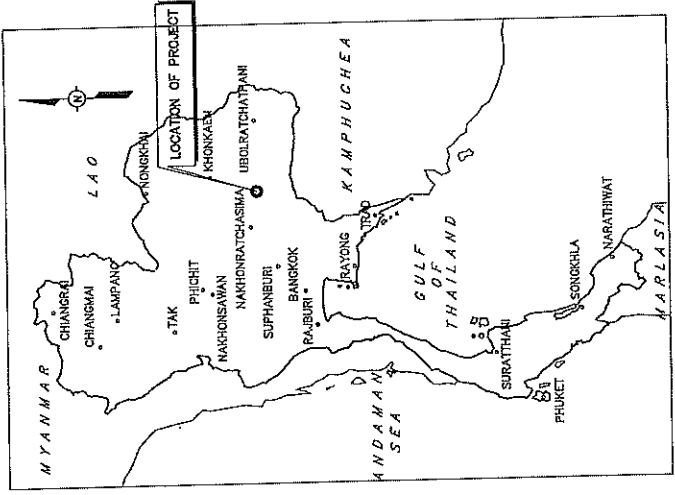 LOCATION OF PROJECT
N
MYANMAR
LAO
CHIANGRAI
CHIANGMAI
LAMPANG
NONGKHAI
TAK
PHICHIT
KHONKAEN
NAKHONSAWAN
NAKHONRATCHASIMA
UBOLRATCHATHANI
SUPHANBURI
BANGKOK
RAJBURI
RAYONG
TRAD
KAMPHUCHEA
GULF
OF
THAILAND
ANDAMAN
SEA
SURATTHANI
PHUKET
SONGKHLA
NARATHIWAT
MARLASIA